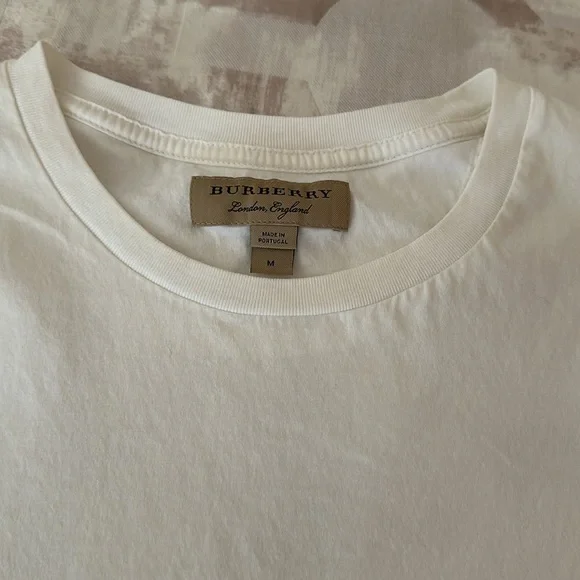 BURBERRY
London, England
MADE IN
PORTUGAL
M